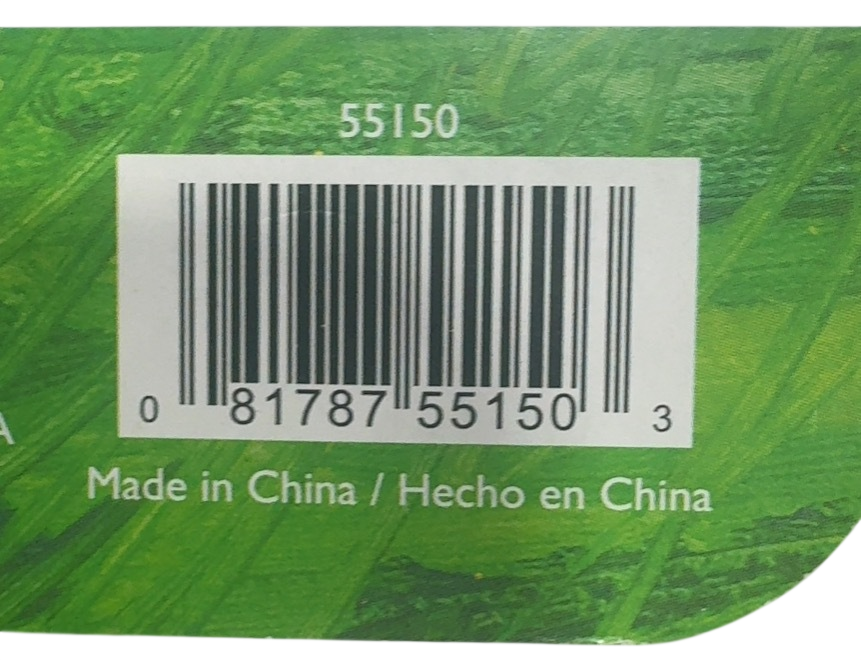 55150
0 81787 55150 3
A
Made in China / Hecho en China